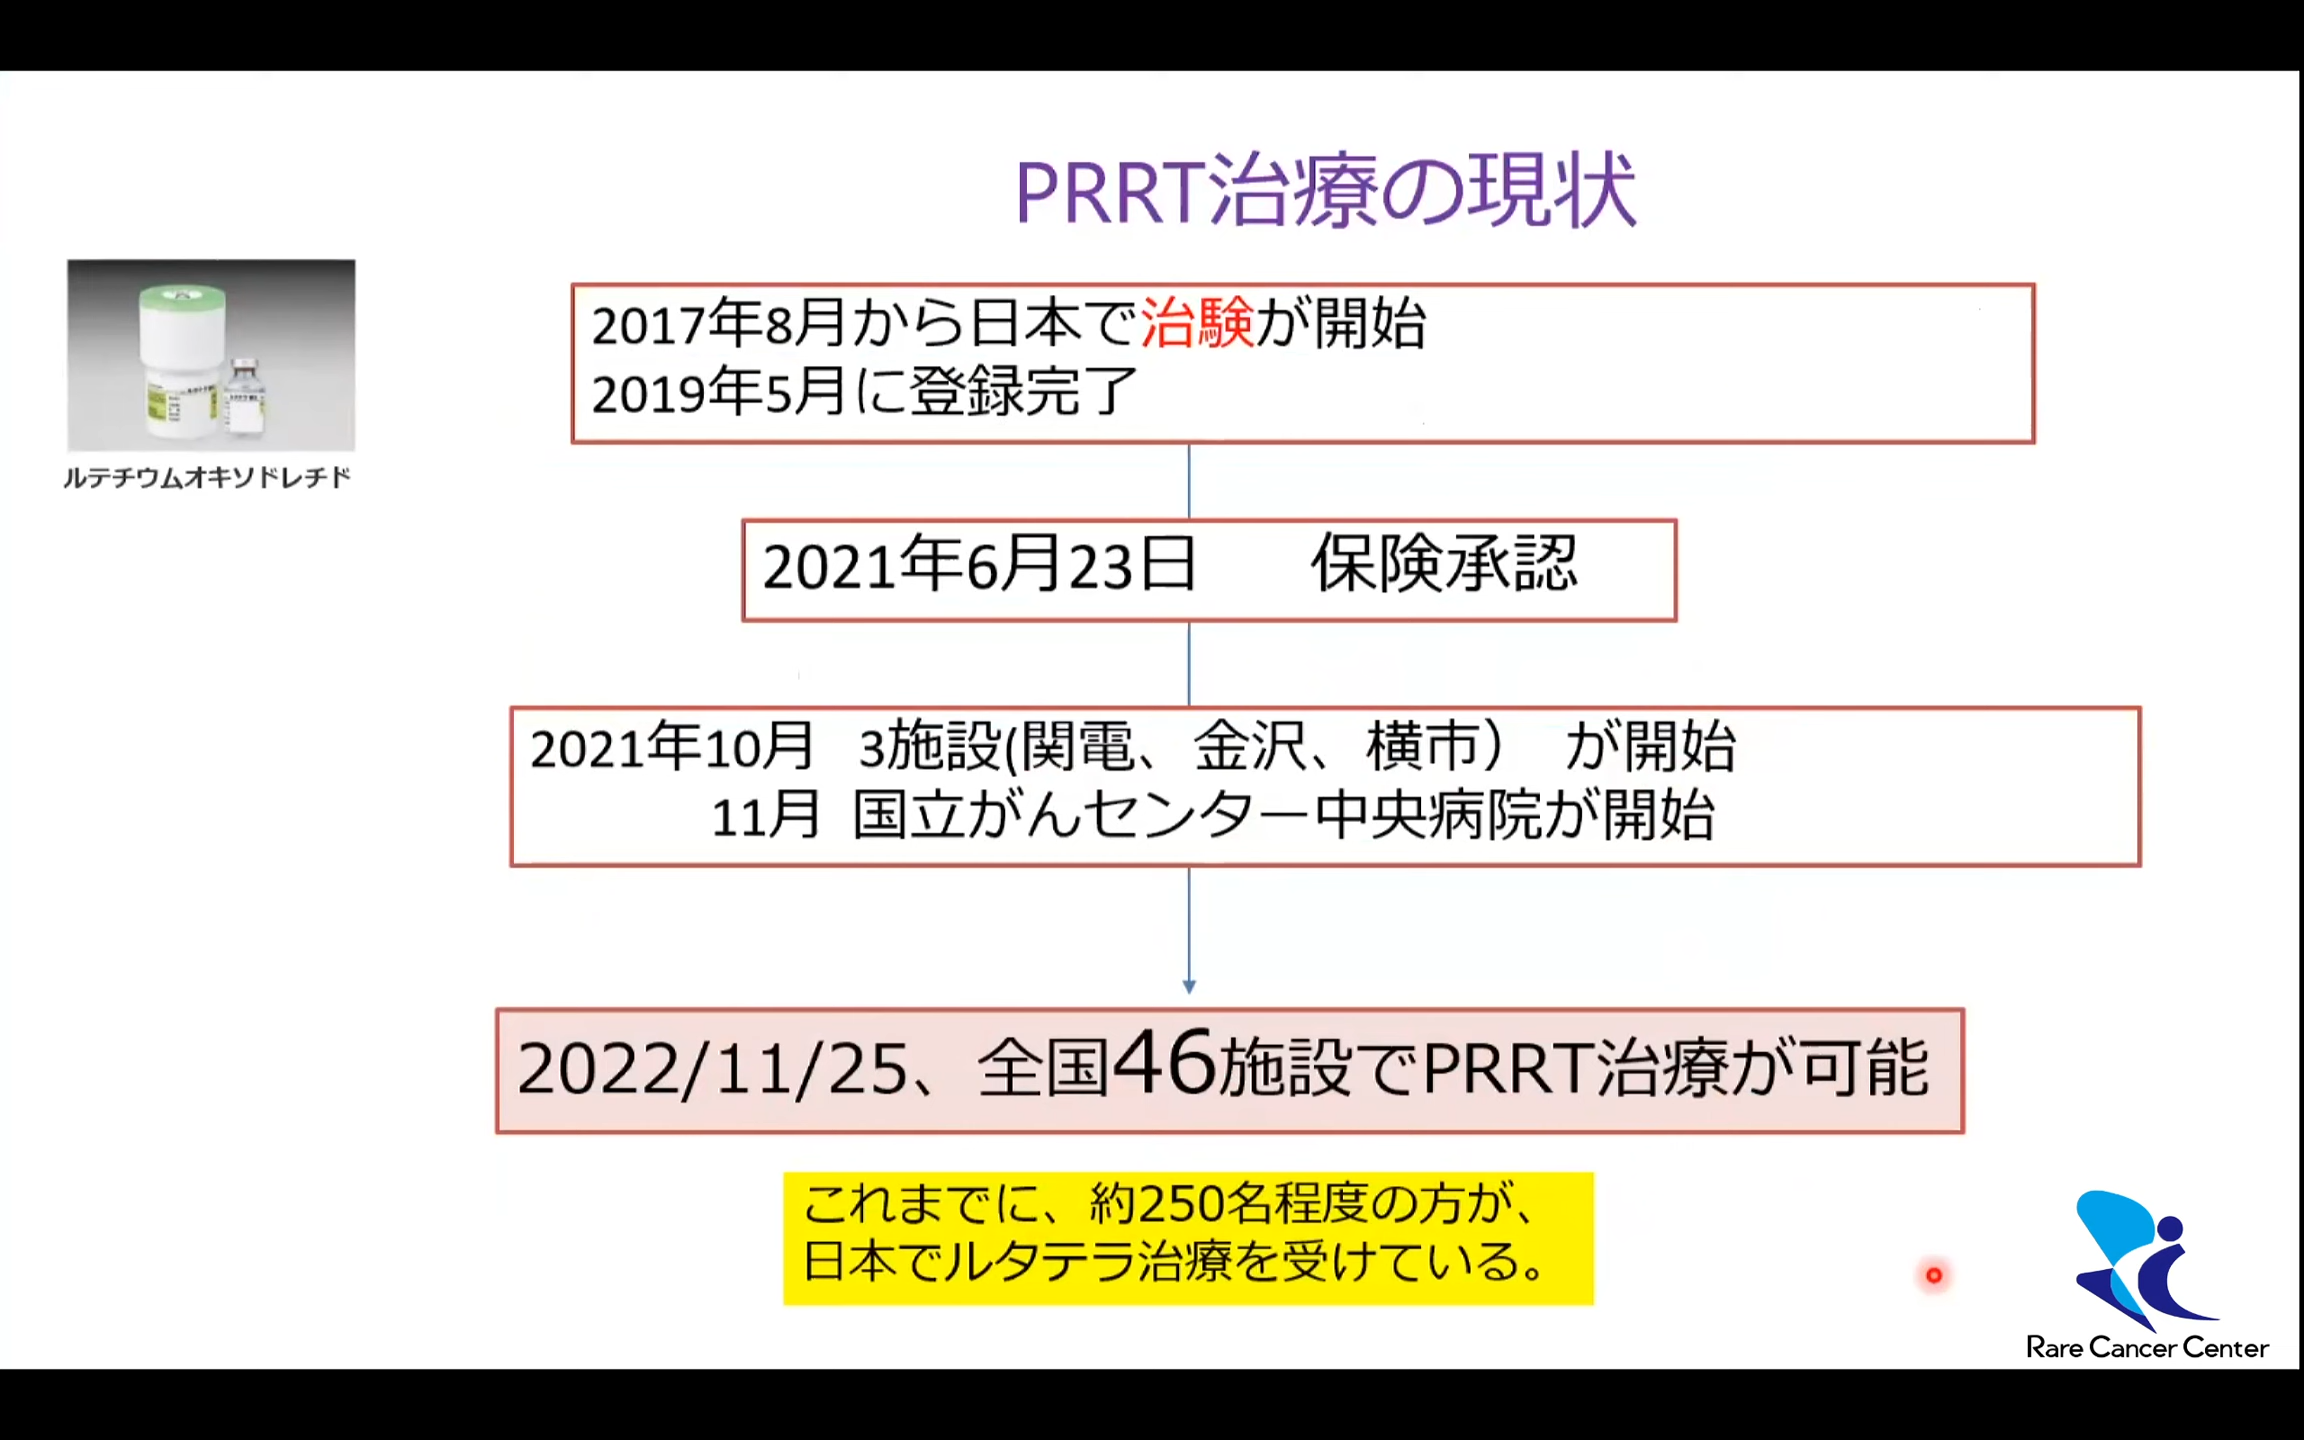 PRRT治療の現状
2017年8月から日本で治験が開始
2019年5月に登録完了
ルテチウムオキソドレチド
2021年6月23日 保険承認
2021年10月 3施設(関電、金沢、横市） が開始
11月 国立がんセンター中央病院が開始
2022/11/25、全国46施設でPRRT治療が可能
これまでに、約250名程度の方が、
日本でルタテラ治療を受けている。
Rare Cancer Center